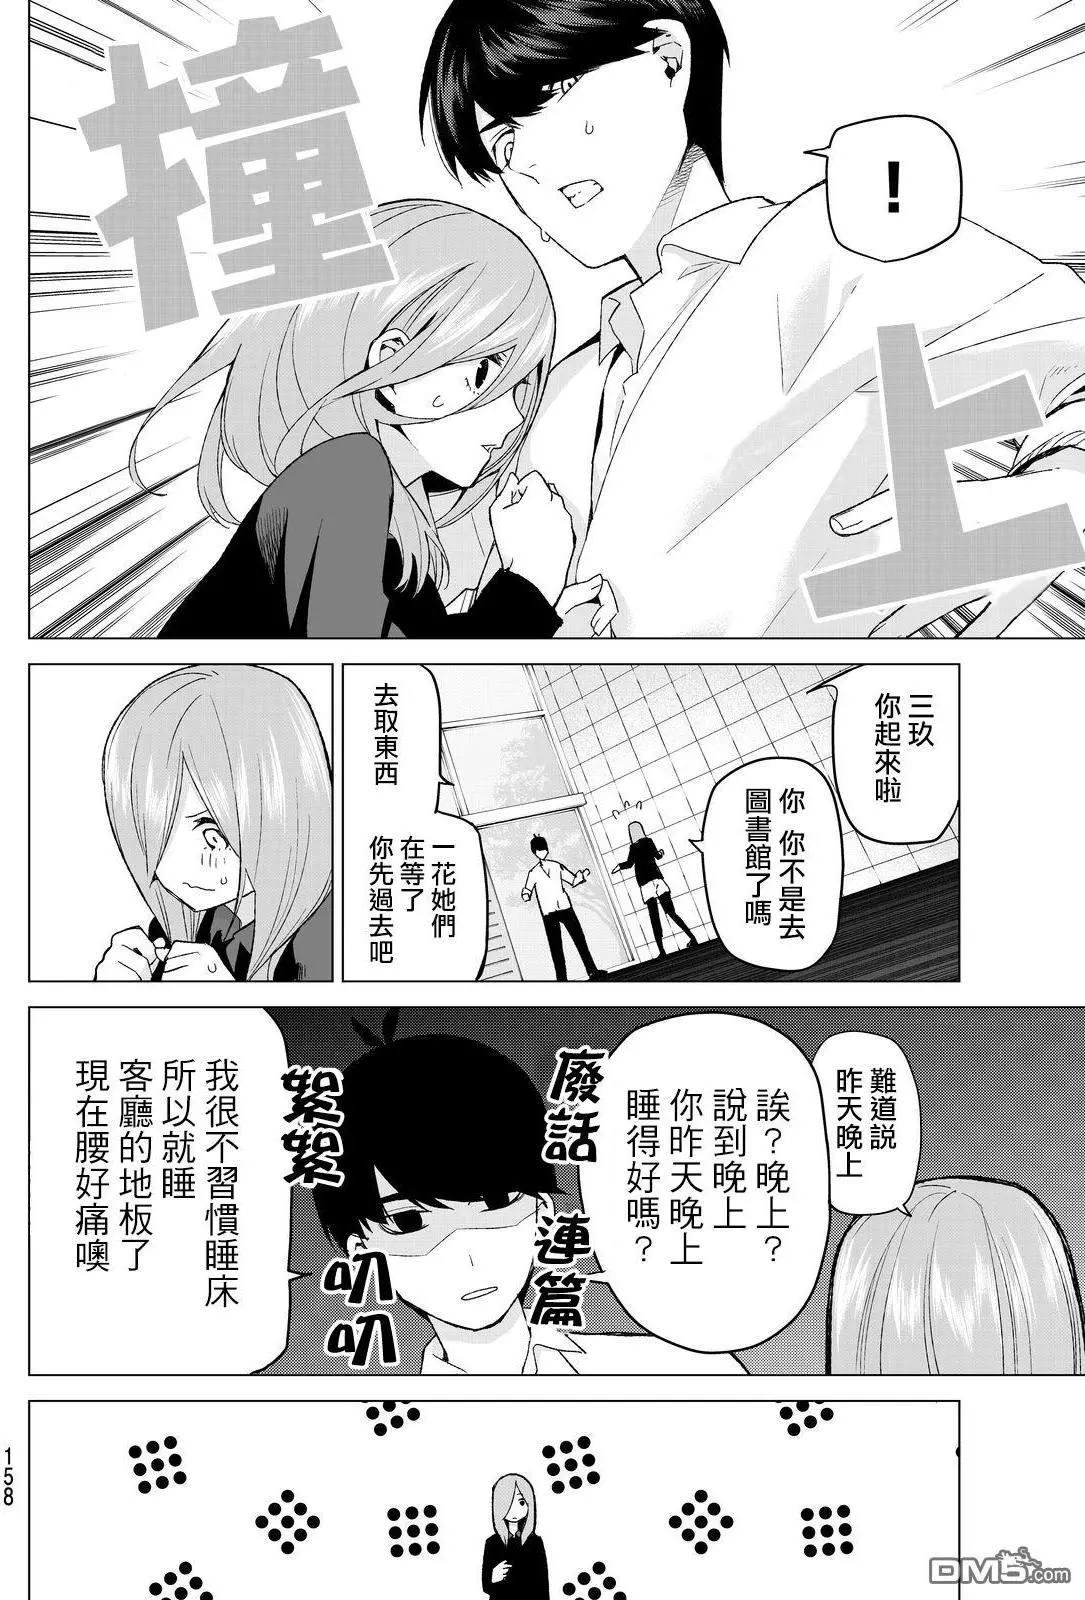 撞上
！
三玖
你起來啦
你 你不是去
圖書館了嗎
一花她們
在等了
你先過去吧
去取東西
難道說
昨天晚上
誒？晚上？
說到晚上
你昨天晚上
睡得好嗎？
廢話
連篇
絮絮
叨叨
我很不習慣睡床
所以就睡
客廳的地板了
現在腰好痛噢
158
DM5.com